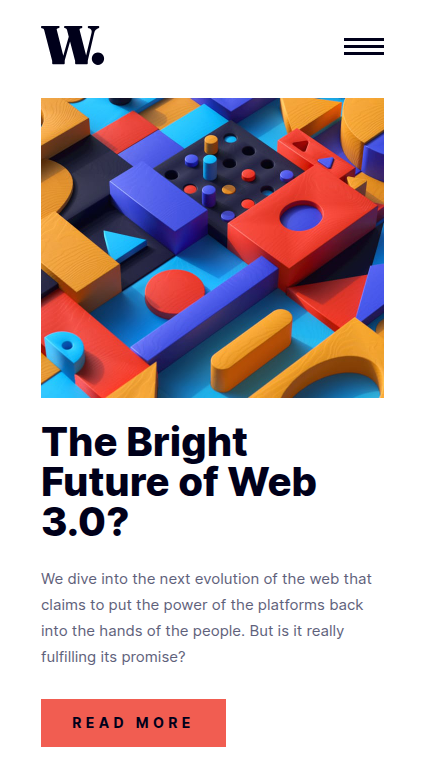 W.
The Bright
Future of Web
3.0?
We dive into the next evolution of the web that
claims to put the power of the platforms back
into the hands of the people. But is it really
fulfilling its promise?
READ MORE